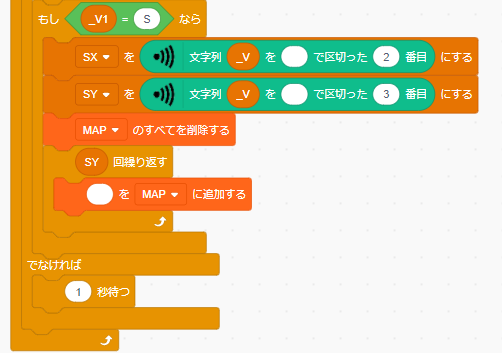 もし _V1 = S なら
SX を 文字列 _V を で区切った 2 番目 にする
SY を 文字列 _V を で区切った 3 番目 にする
MAP のすべてを削除する
SY 回繰り返す
を MAP に追加する
でなければ
1 秒待つ